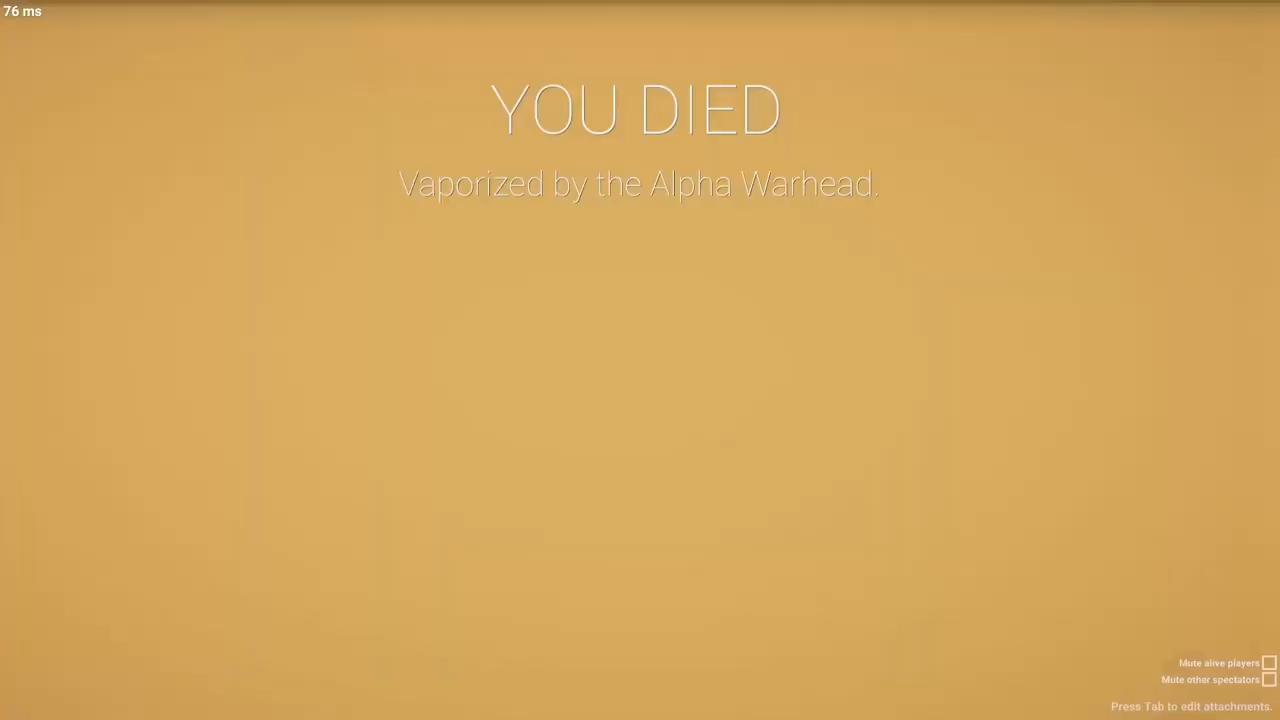 76 ms
YOU DIED
Vaporized by the Alpha Warhead.
Mute alive players
Mute other spectators
Press Tab to edit attachments.